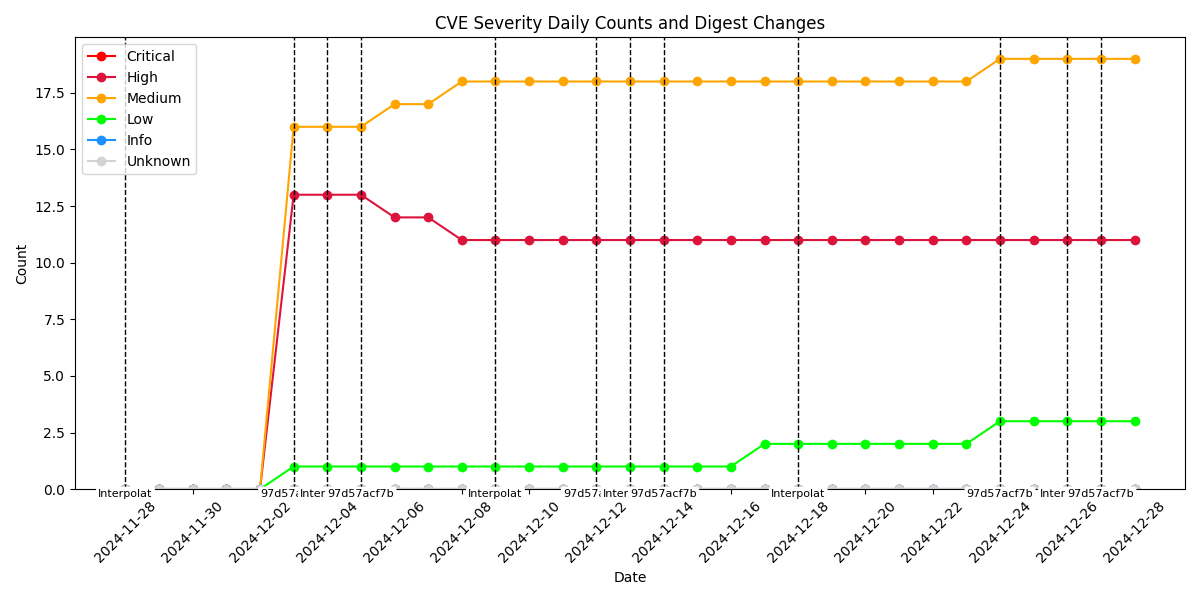 CVE Severity Daily Counts and Digest Changes
Critical
High
Medium
Low
Info
Unknown
Count
17.5
15.0
12.5
10.0
7.5
5.0
2.5
0.0
Interpolat
97d57
Inter
97d57acf7b
Interpolat
97d57
Inter
97d57acf7b
Interpolat
97d57acf7b
Inter
97d57acf7b
2024-11-28
2024-11-30
2024-12-02
2024-12-04
2024-12-06
2024-12-08
2024-12-10
2024-12-12
2024-12-14
2024-12-16
2024-12-18
2024-12-20
2024-12-22
2024-12-24
2024-12-26
2024-12-28
Date